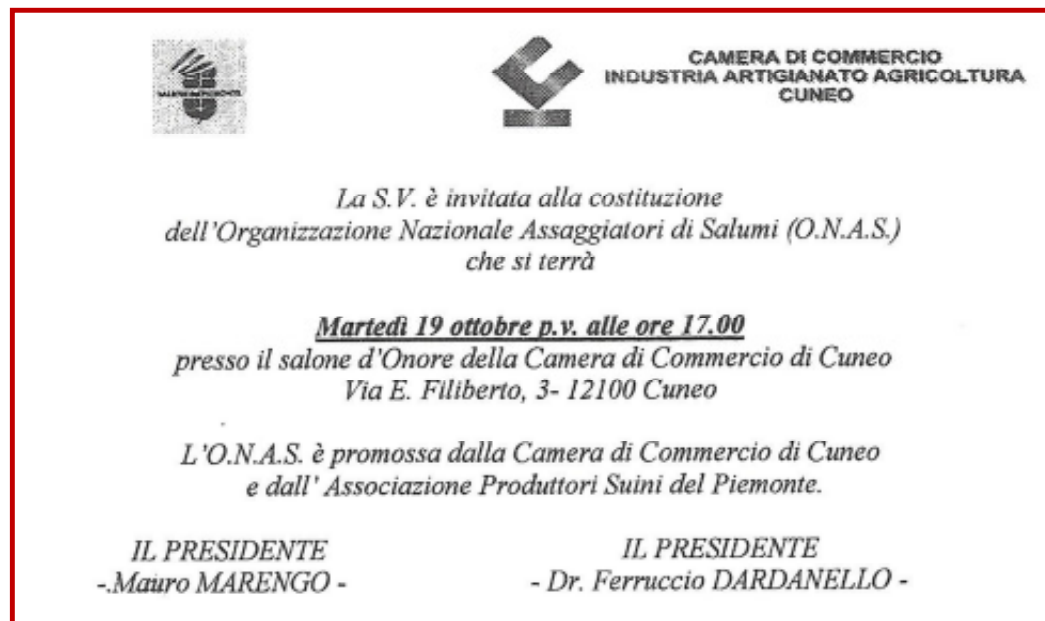 CAMERA DI COMMERCIO
INDUSTRIA ARTIGIANATO AGRICOLTURA
CUNEO
La S.V. è invitata alla costituzione
dell'Organizzazione Nazionale Assaggiatori di Salumi (O.N.A.S.)
che si terrà
Martedì 19 ottobre p.v. alle ore 17.00
presso il salone d'Onore della Camera di Commercio di Cuneo
Via E. Filiberto, 3- 12100 Cuneo
L'O.N.A.S. è promossa dalla Camera di Commercio di Cuneo
e dall' Associazione Produttori Suini del Piemonte.
IL PRESIDENTE
-.Mauro MARENGO -
IL PRESIDENTE
- Dr. Ferruccio DARDANELLO -